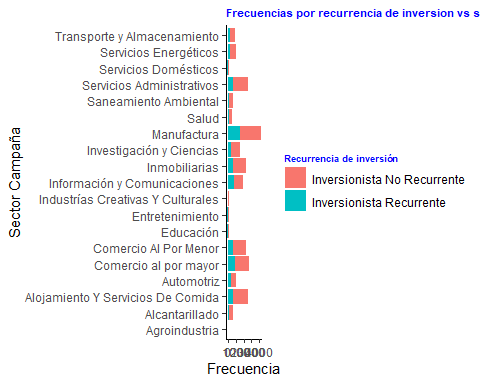 Frecuencias por recurrencia de inversion vs s
Sector Campaña
Transporte y Almacenamiento
Servicios Energéticos
Servicios Domésticos
Servicios Administrativos
Saneamiento Ambiental
Salud
Manufactura
Investigación y Ciencias
Inmobiliarias
Información y Comunicaciones
Industrías Creativas Y Culturales
Entretenimiento
Educación
Comercio Al Por Menor
Comercio al por mayor
Automotriz
Alojamiento Y Servicios De Comida
Alcantarillado
Agroindustria
Frecuencia
Recurrencia de inversión
Inversionista No Recurrente
Inversionista Recurrente